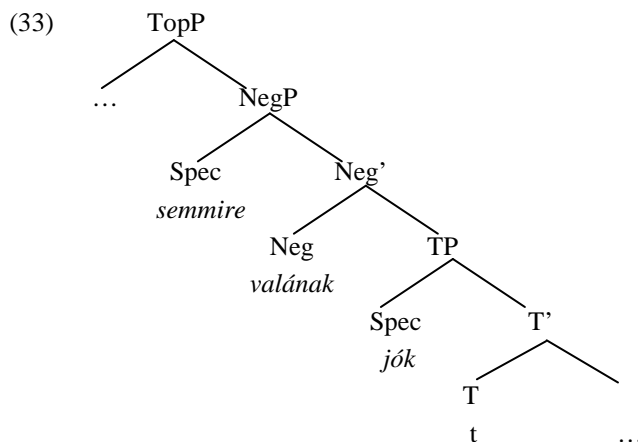 (33) TopP
… NegP
Spec Neg’
semmire
Neg TP
valának
Spec T’
jók
T
t …